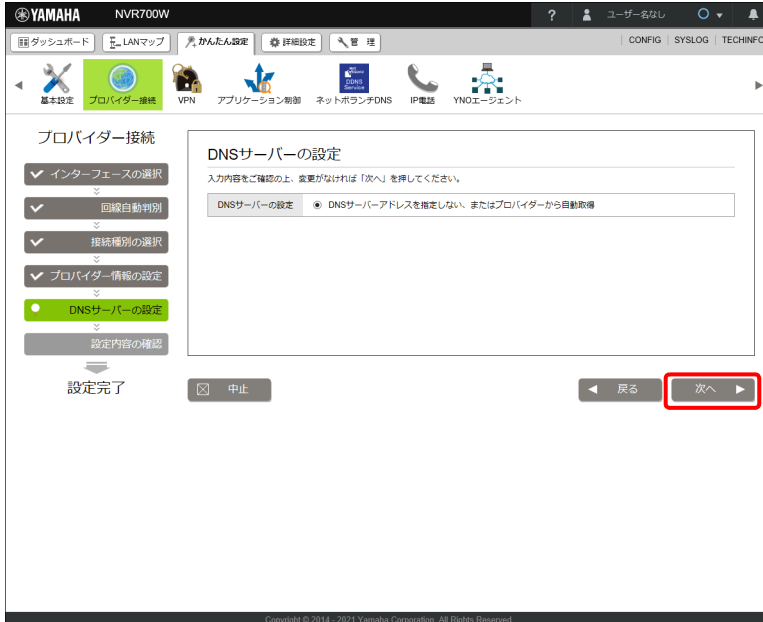 YAMAHA NVR700W ? ユーザー名なし
ダッシュボード LANマップ かんたん設定 詳細設定 管 理 CONFIG SYSLOG TECHINFO
基本設定 プロバイダー接続 VPN アプリケーション制御 ネットボランチDNS IP電話 YNOエージェント
DDNS
Service
プロバイダー接続
インターフェースの選択
回線自動判別
接続種別の選択
プロバイダー情報の設定
DNSサーバーの設定
設定内容の確認
設定完了
DNSサーバーの設定
入力内容をご確認の上、変更がなければ「次へ」を押してください。
DNSサーバーの設定 DNSサーバーアドレスを指定しない、またはプロバイダーから自動取得
中止 戻る 次へ
Copyright © 2014 - 2021 Yamaha Corporation. All Rights Reserved.